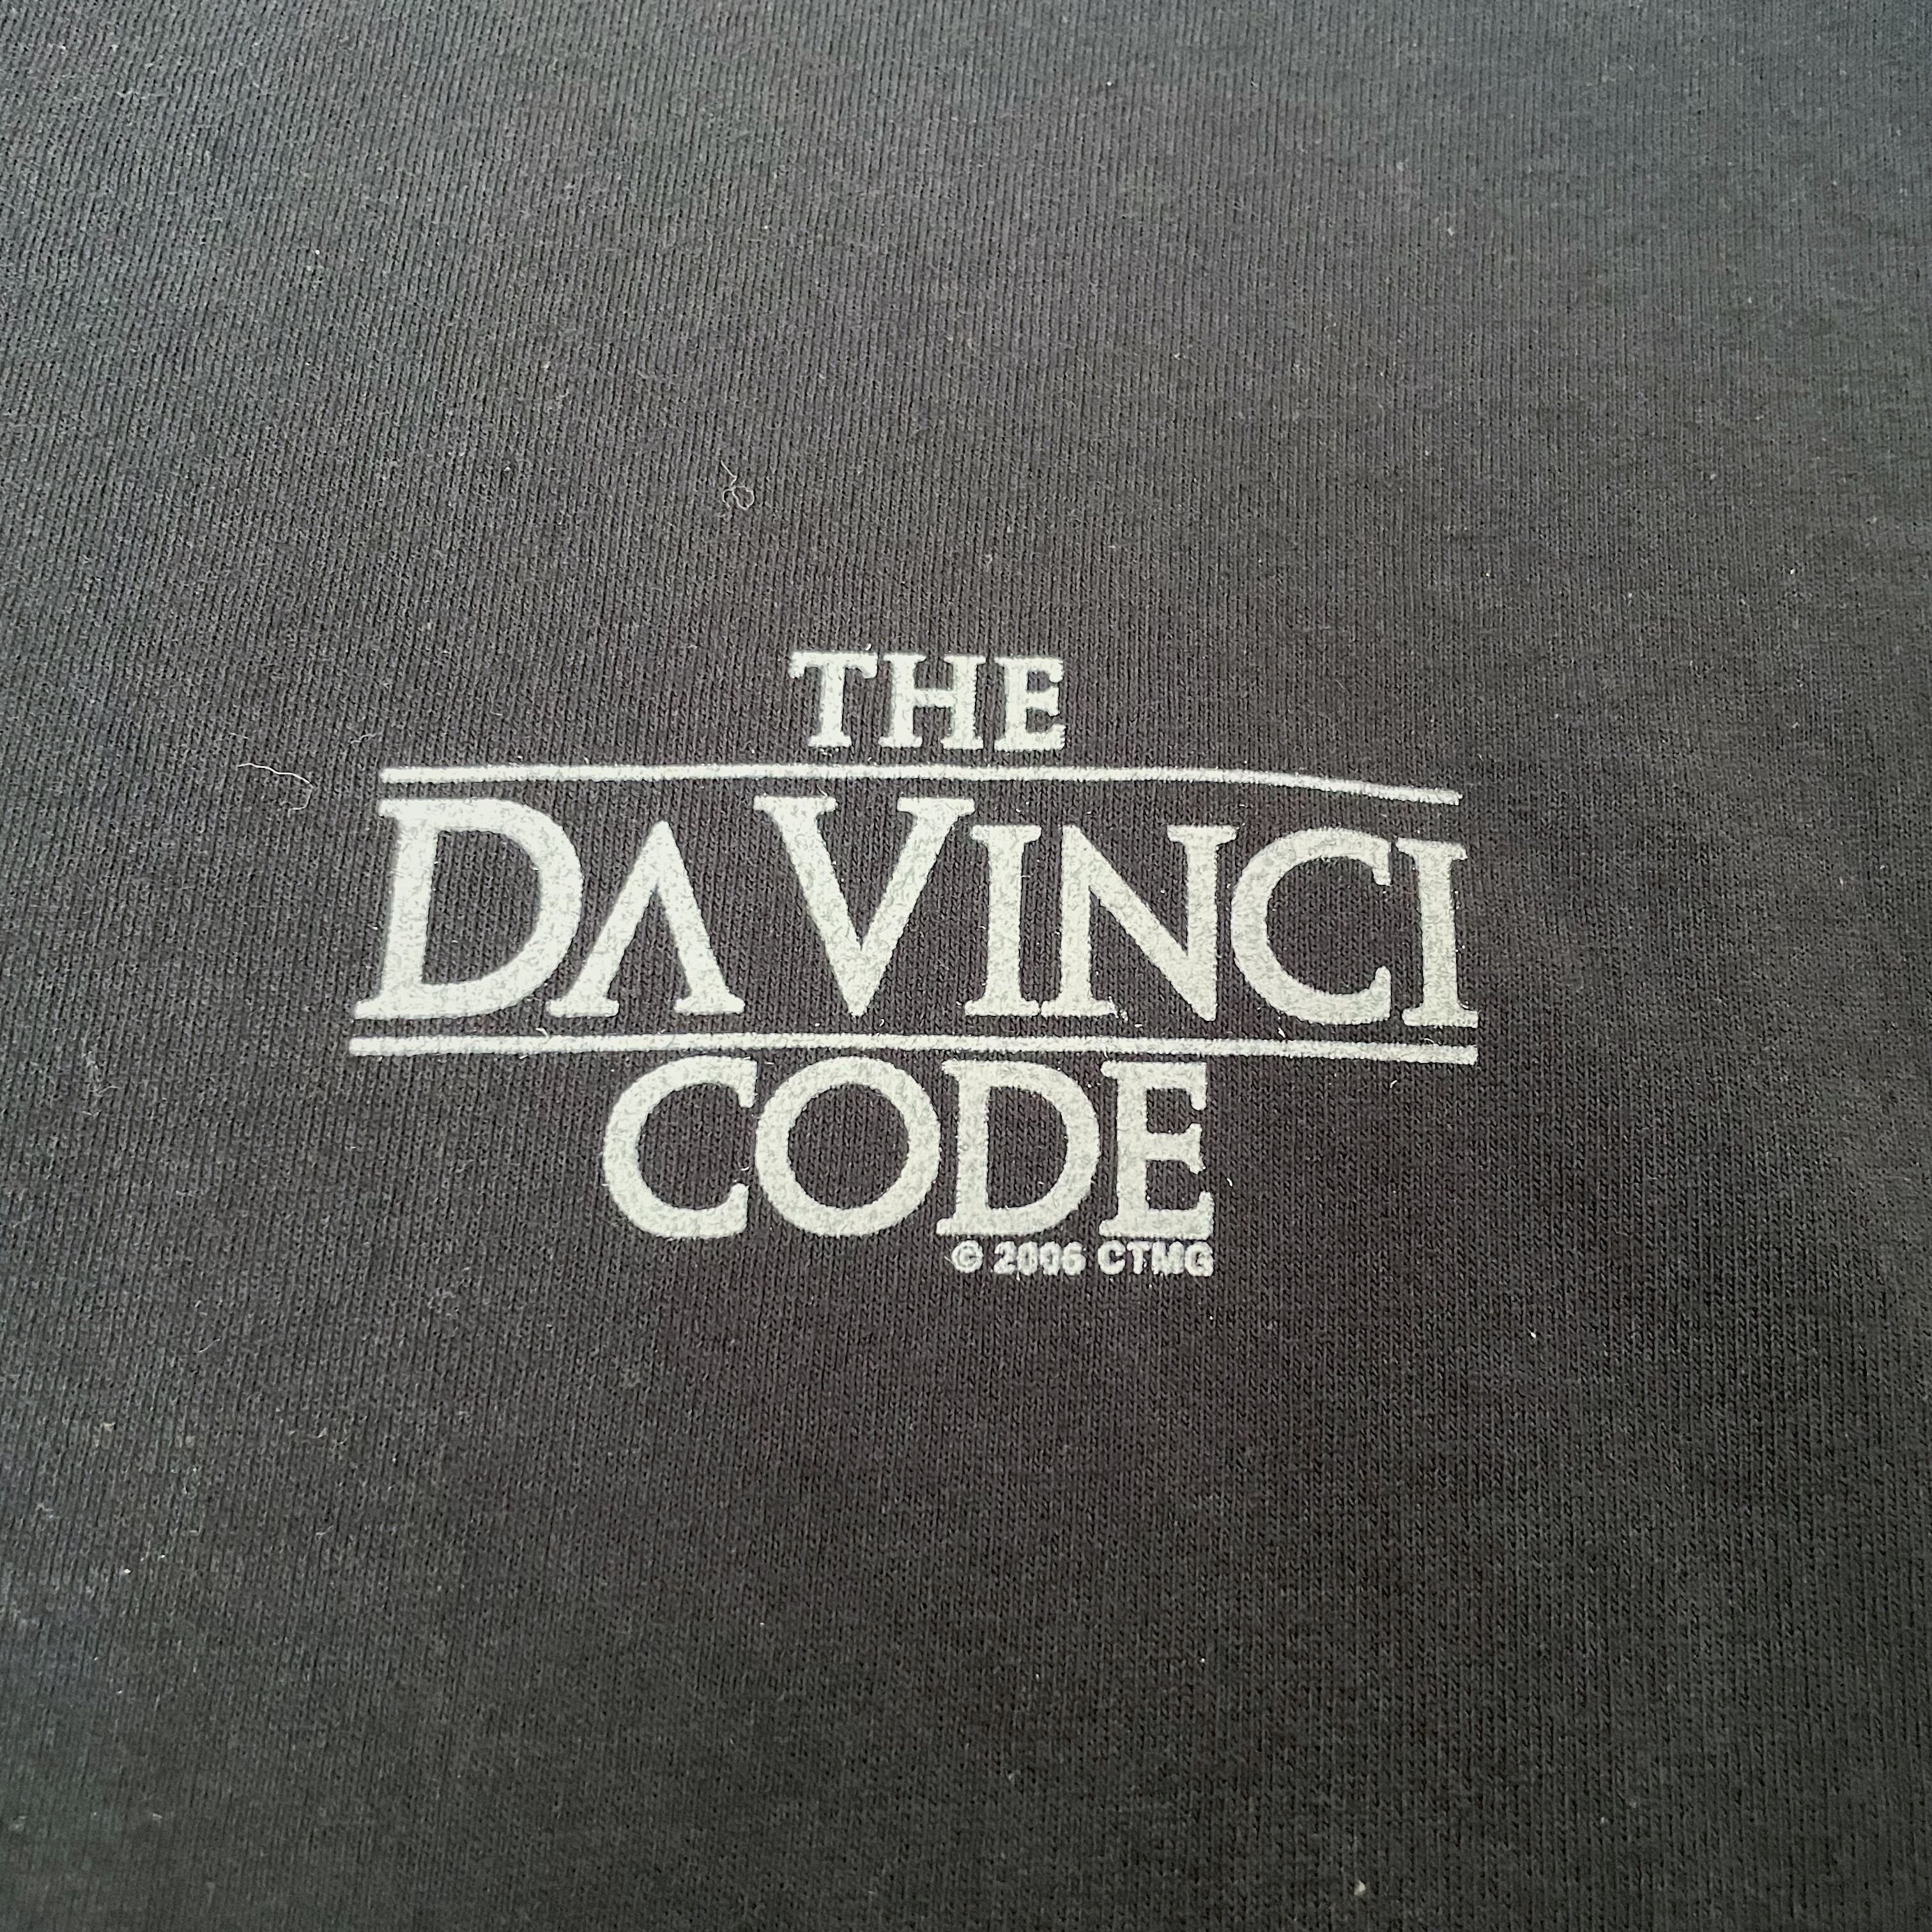 THE
DAVINCI
CODE
© 2006 CTMG